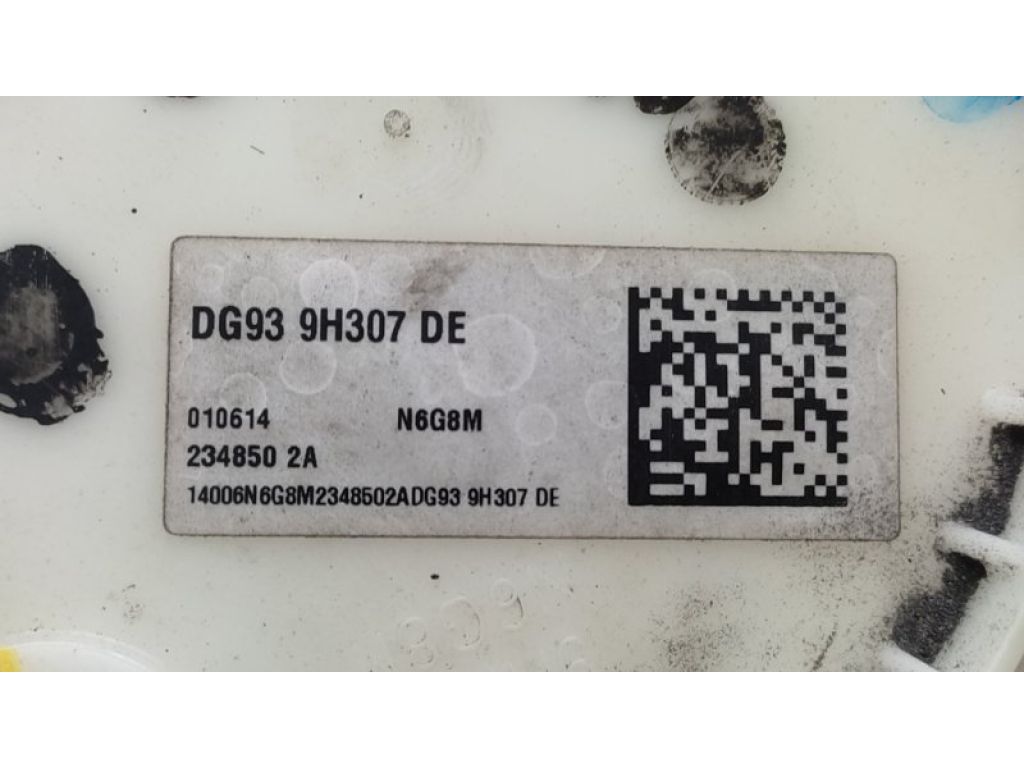 DG93 9H307 DE
010614 N6G8M
234850 2A
14006N6G8M2348502ADG93 9H307 DE